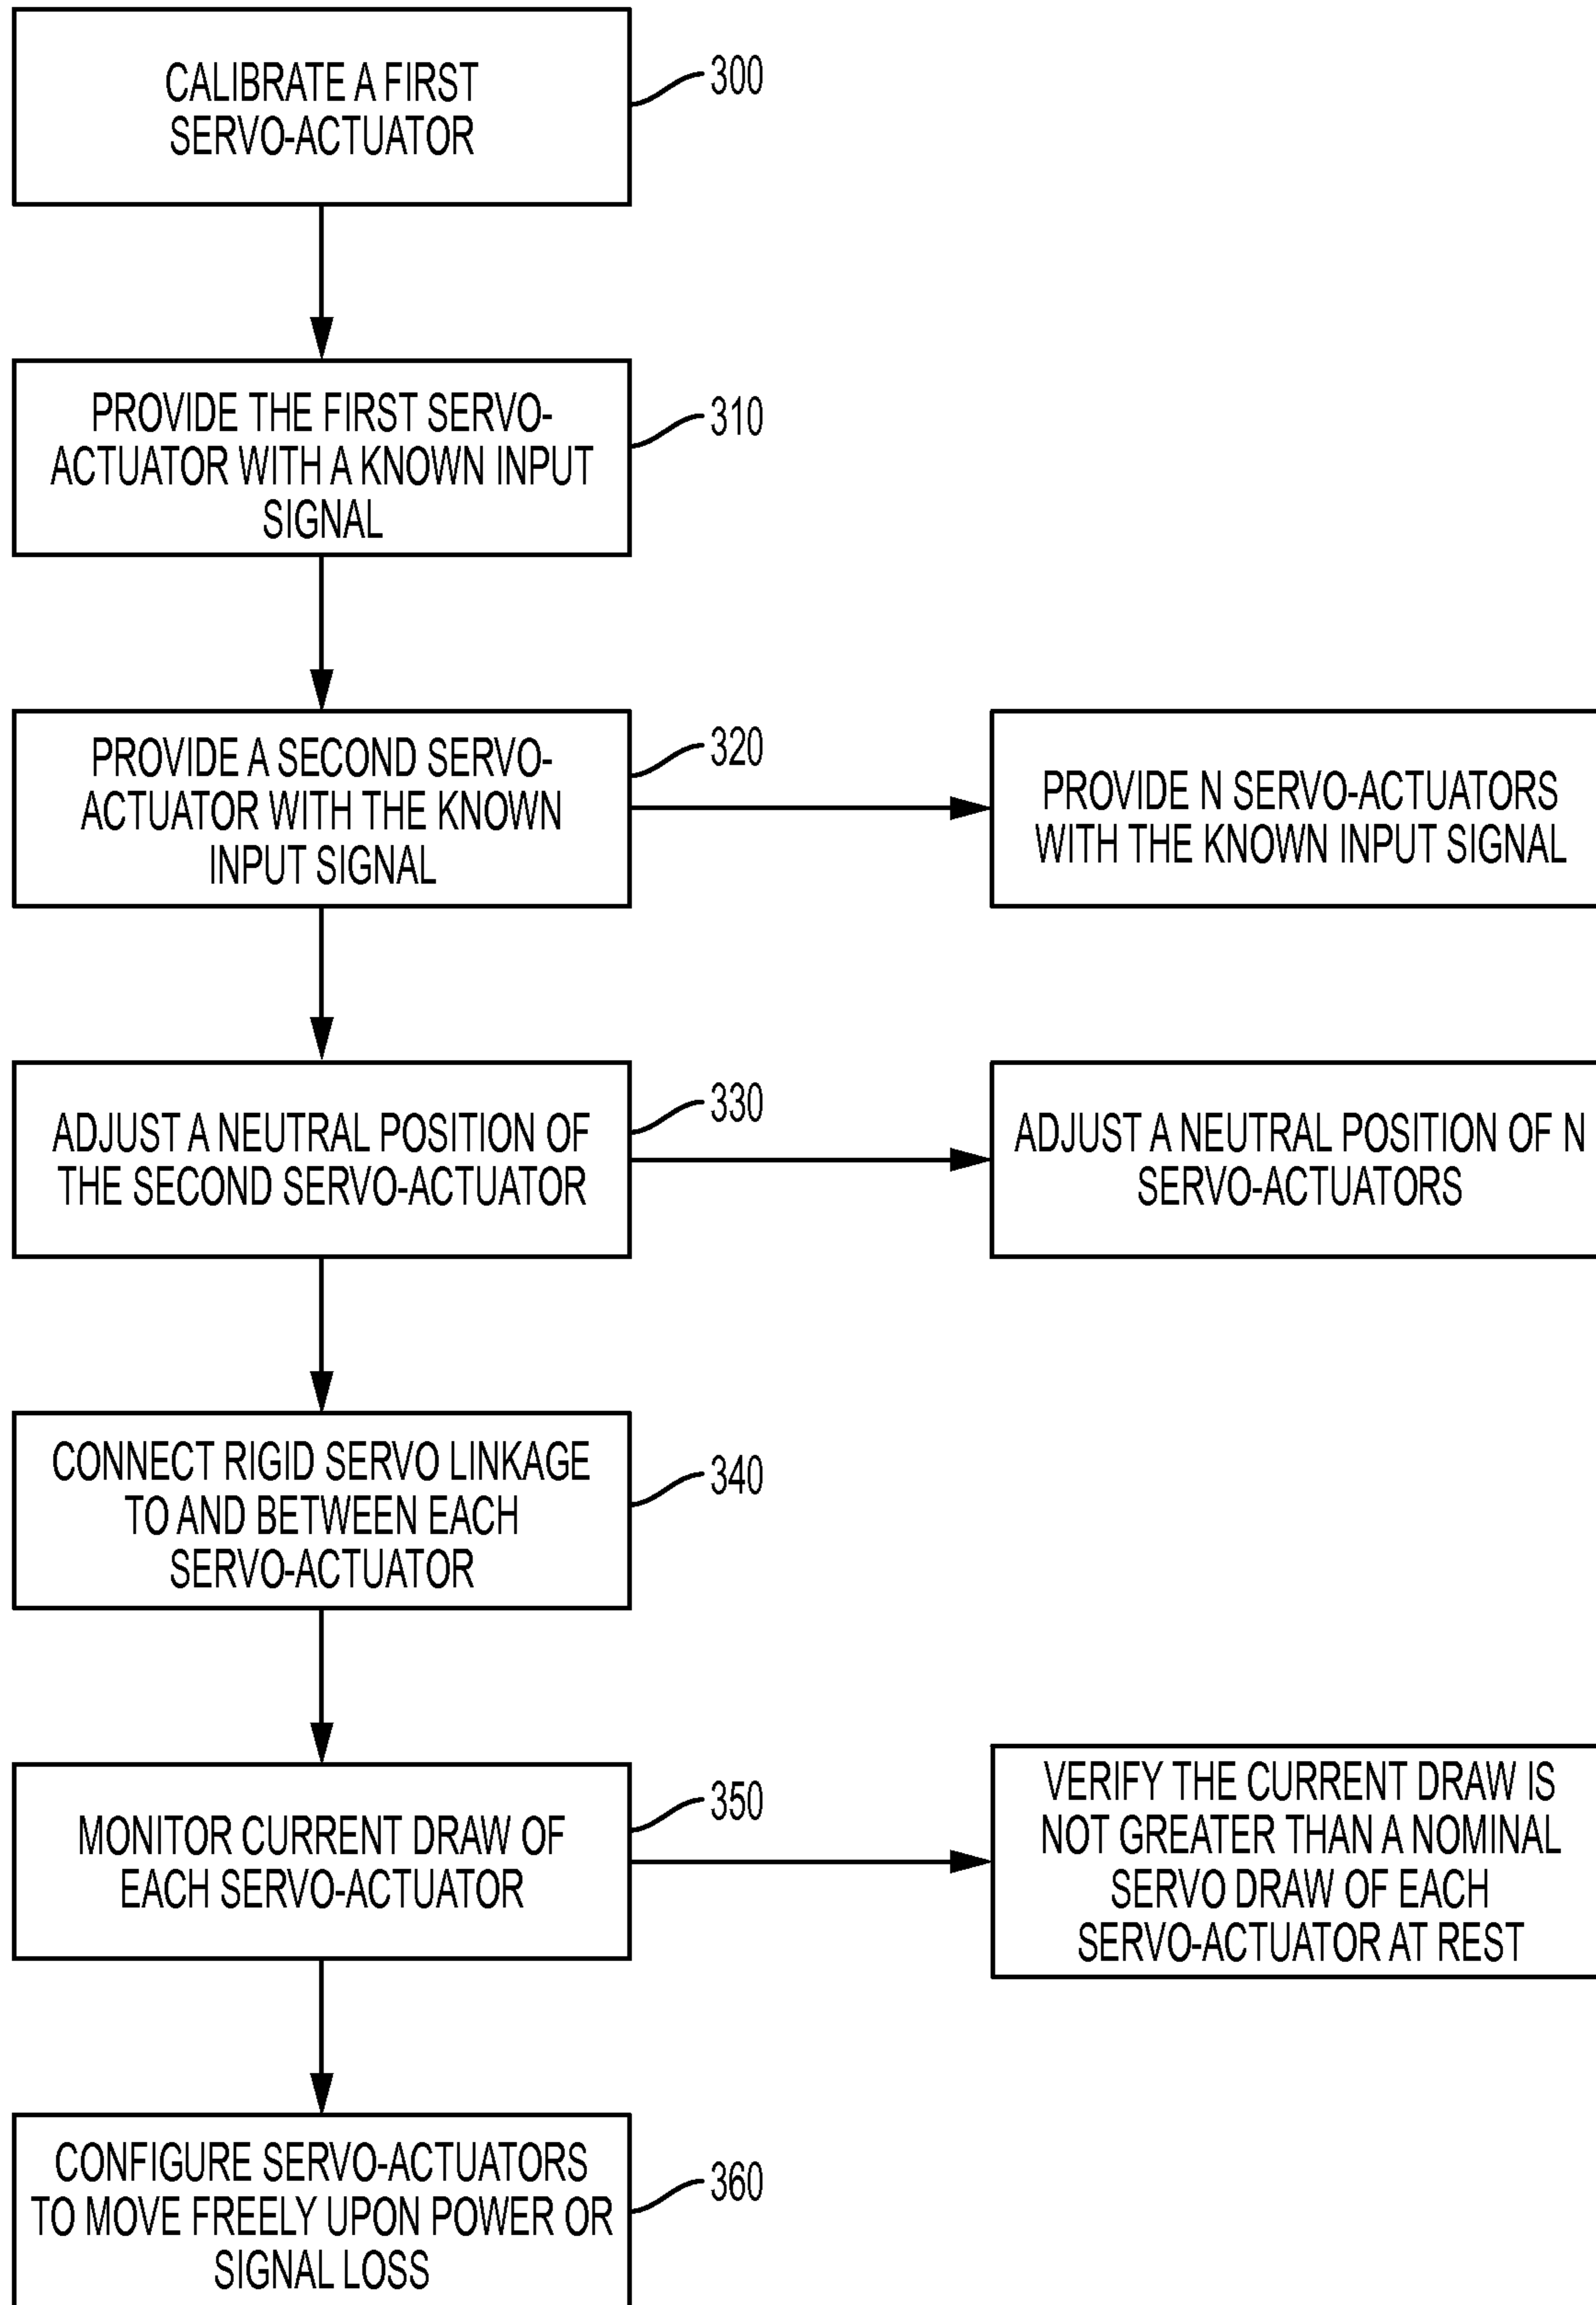 CALIBRATE A FIRST
SERVO-ACTUATOR
300
PROVIDE THE FIRST SERVO-
ACTUATOR WITH A KNOWN INPUT
SIGNAL
310
PROVIDE A SECOND SERVO-
ACTUATOR WITH THE KNOWN
INPUT SIGNAL
320
PROVIDE N SERVO-ACTUATORS
WITH THE KNOWN INPUT SIGNAL
ADJUST A NEUTRAL POSITION OF
THE SECOND SERVO-ACTUATOR
330
ADJUST A NEUTRAL POSITION OF N
SERVO-ACTUATORS
CONNECT RIGID SERVO LINKAGE
TO AND BETWEEN EACH
SERVO-ACTUATOR
340
MONITOR CURRENT DRAW OF
EACH SERVO-ACTUATOR
350
VERIFY THE CURRENT DRAW IS
NOT GREATER THAN A NOMINAL
SERVO DRAW OF EACH
SERVO-ACTUATOR AT REST
CONFIGURE SERVO-ACTUATORS
TO MOVE FREELY UPON POWER OR
SIGNAL LOSS
360